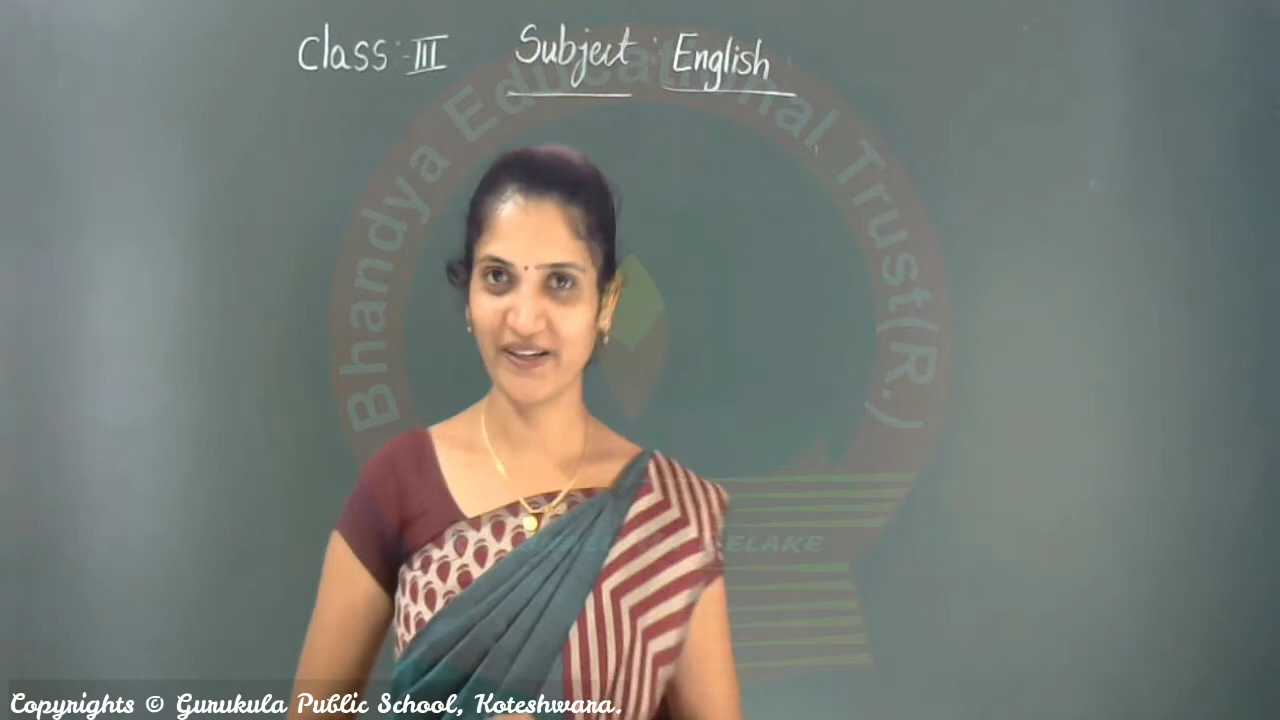 Class :- III Subject : English
Bhandya Educational Trust(R.)
Copyrights © Gurukula Public School, Koteshwara.